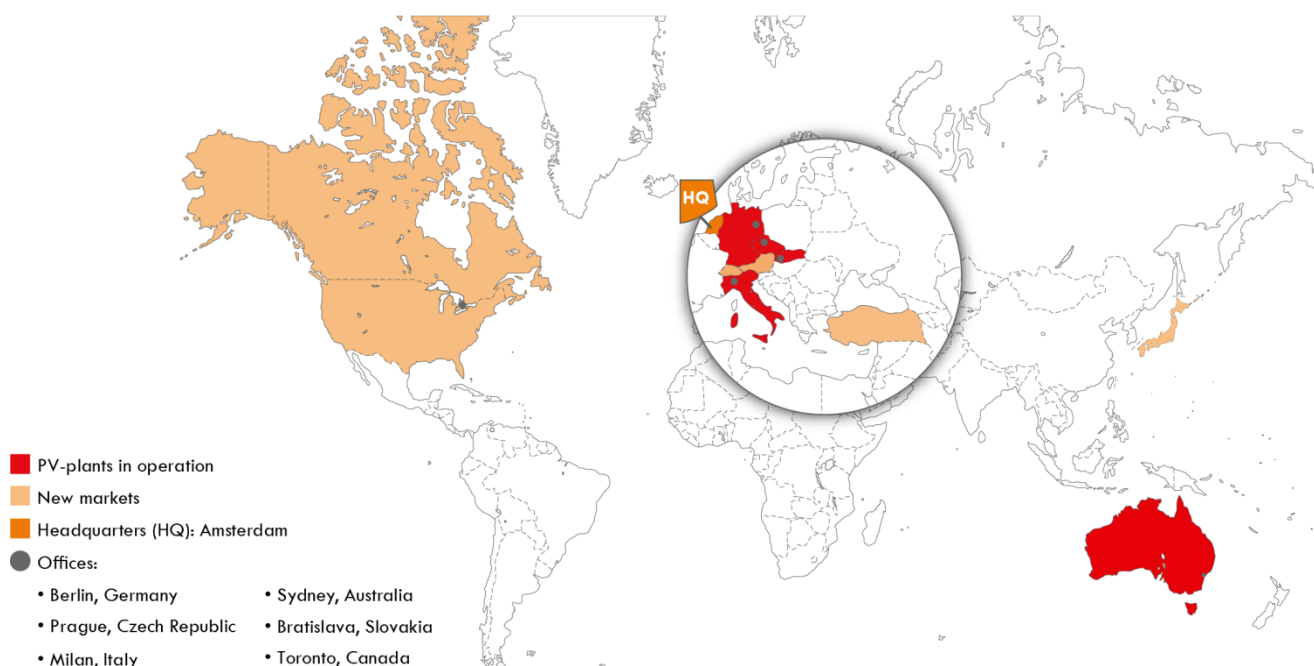 HQ
PV-plants in operation
New markets
Headquarters (HQ): Amsterdam
Offices:
• Berlin, Germany
• Prague, Czech Republic
• Milan, Italy
• Sydney, Australia
• Bratislava, Slovakia
• Toronto, Canada